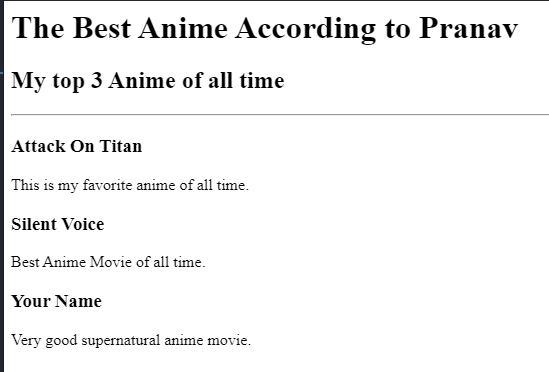 The Best Anime According to Pranav
My top 3 Anime of all time
Attack On Titan
This is my favorite anime of all time.
Silent Voice
Best Anime Movie of all time.
Your Name
Very good supernatural anime movie.